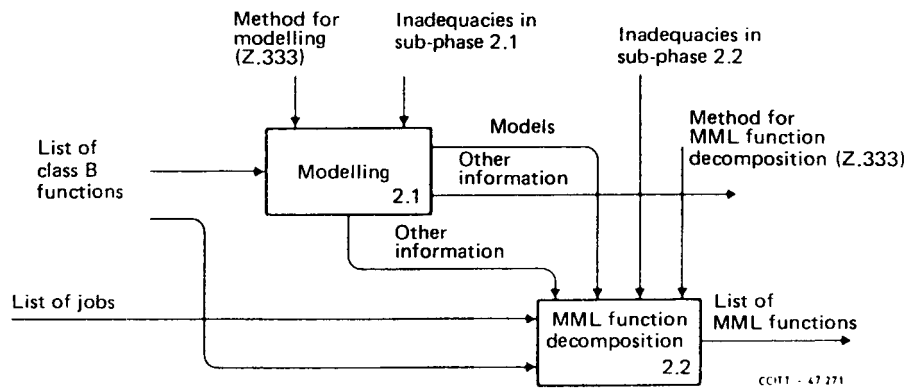 Method for
modelling
(Z.333)
Inadequacies in
sub-phase 2.1
Inadequacies in
sub-phase 2.2
Method for
MML function
decomposition (Z.333)
List of
class B
functions
Modelling
2.1
Models
Other
information
Other
information
List of jobs
MML function
decomposition
2.2
List of
MML functions
CCITT - 47 271